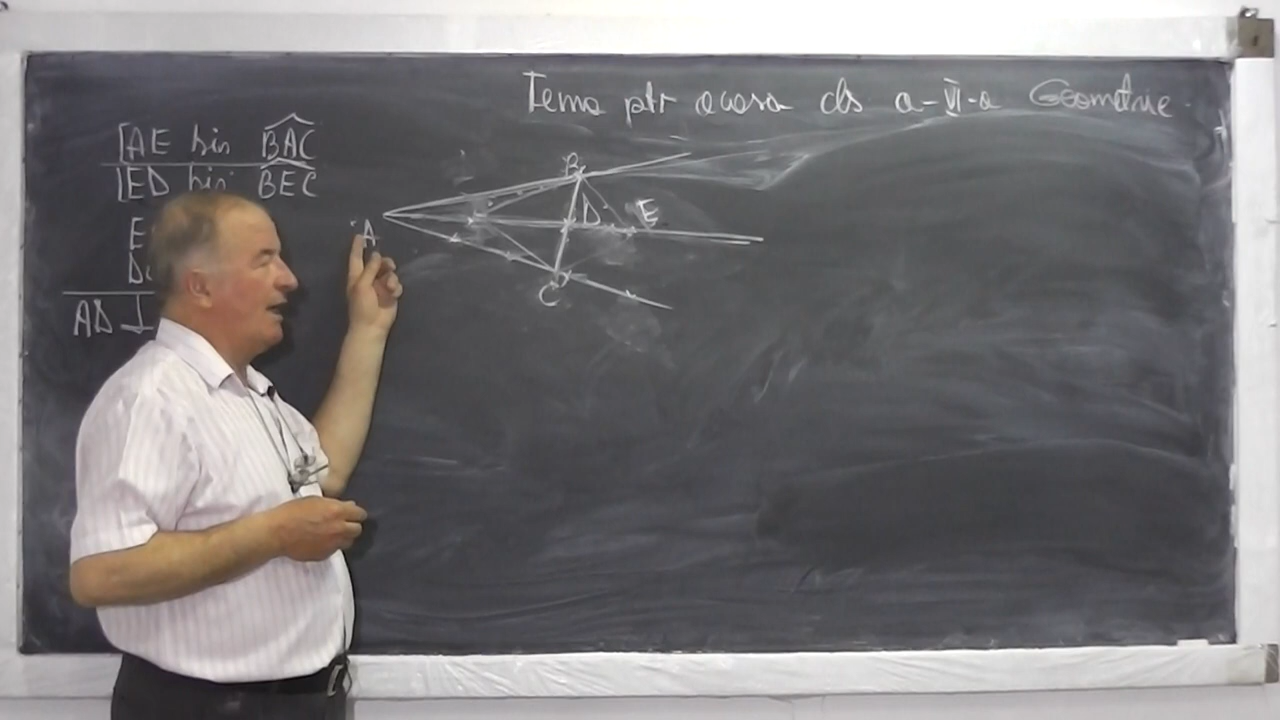 Tema ptr acasa cls a-VI-a Geometrie
[AE bis BAC
[ED bis BEC
E
D
AD ⊥
A
B
D
E
C